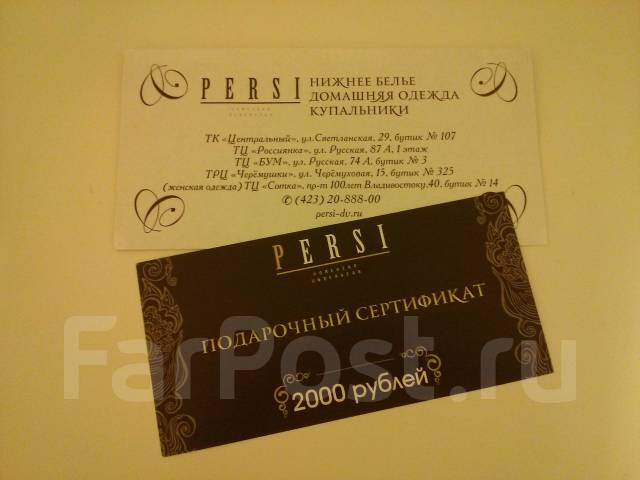 PERSI
НИЖНЕЕ БЕЛЬЕ
ДОМАШНЯЯ ОДЕЖДА
КУПАЛЬНИКИ
ТК «Центральный», ул.Светланская, 29, бутик № 107
ТЦ «Россиянка», ул. Русская, 87 А, 1 этаж
ТЦ «БУМ», ул. Русская, 74 А, бутик № 3
ТРЦ «Черёмушки», ул. Черёмуховая, 15, бутик № 325
(женская одежда) ТЦ «Сотка», пр-т 100лет Владивостоку,40, бутик № 14
✆ (423) 20-888-00
persi-dv.ru
PERSI
ПОДАРОЧНЫЙ СЕРТИФИКАТ
2000 рублей
FarPost.ru